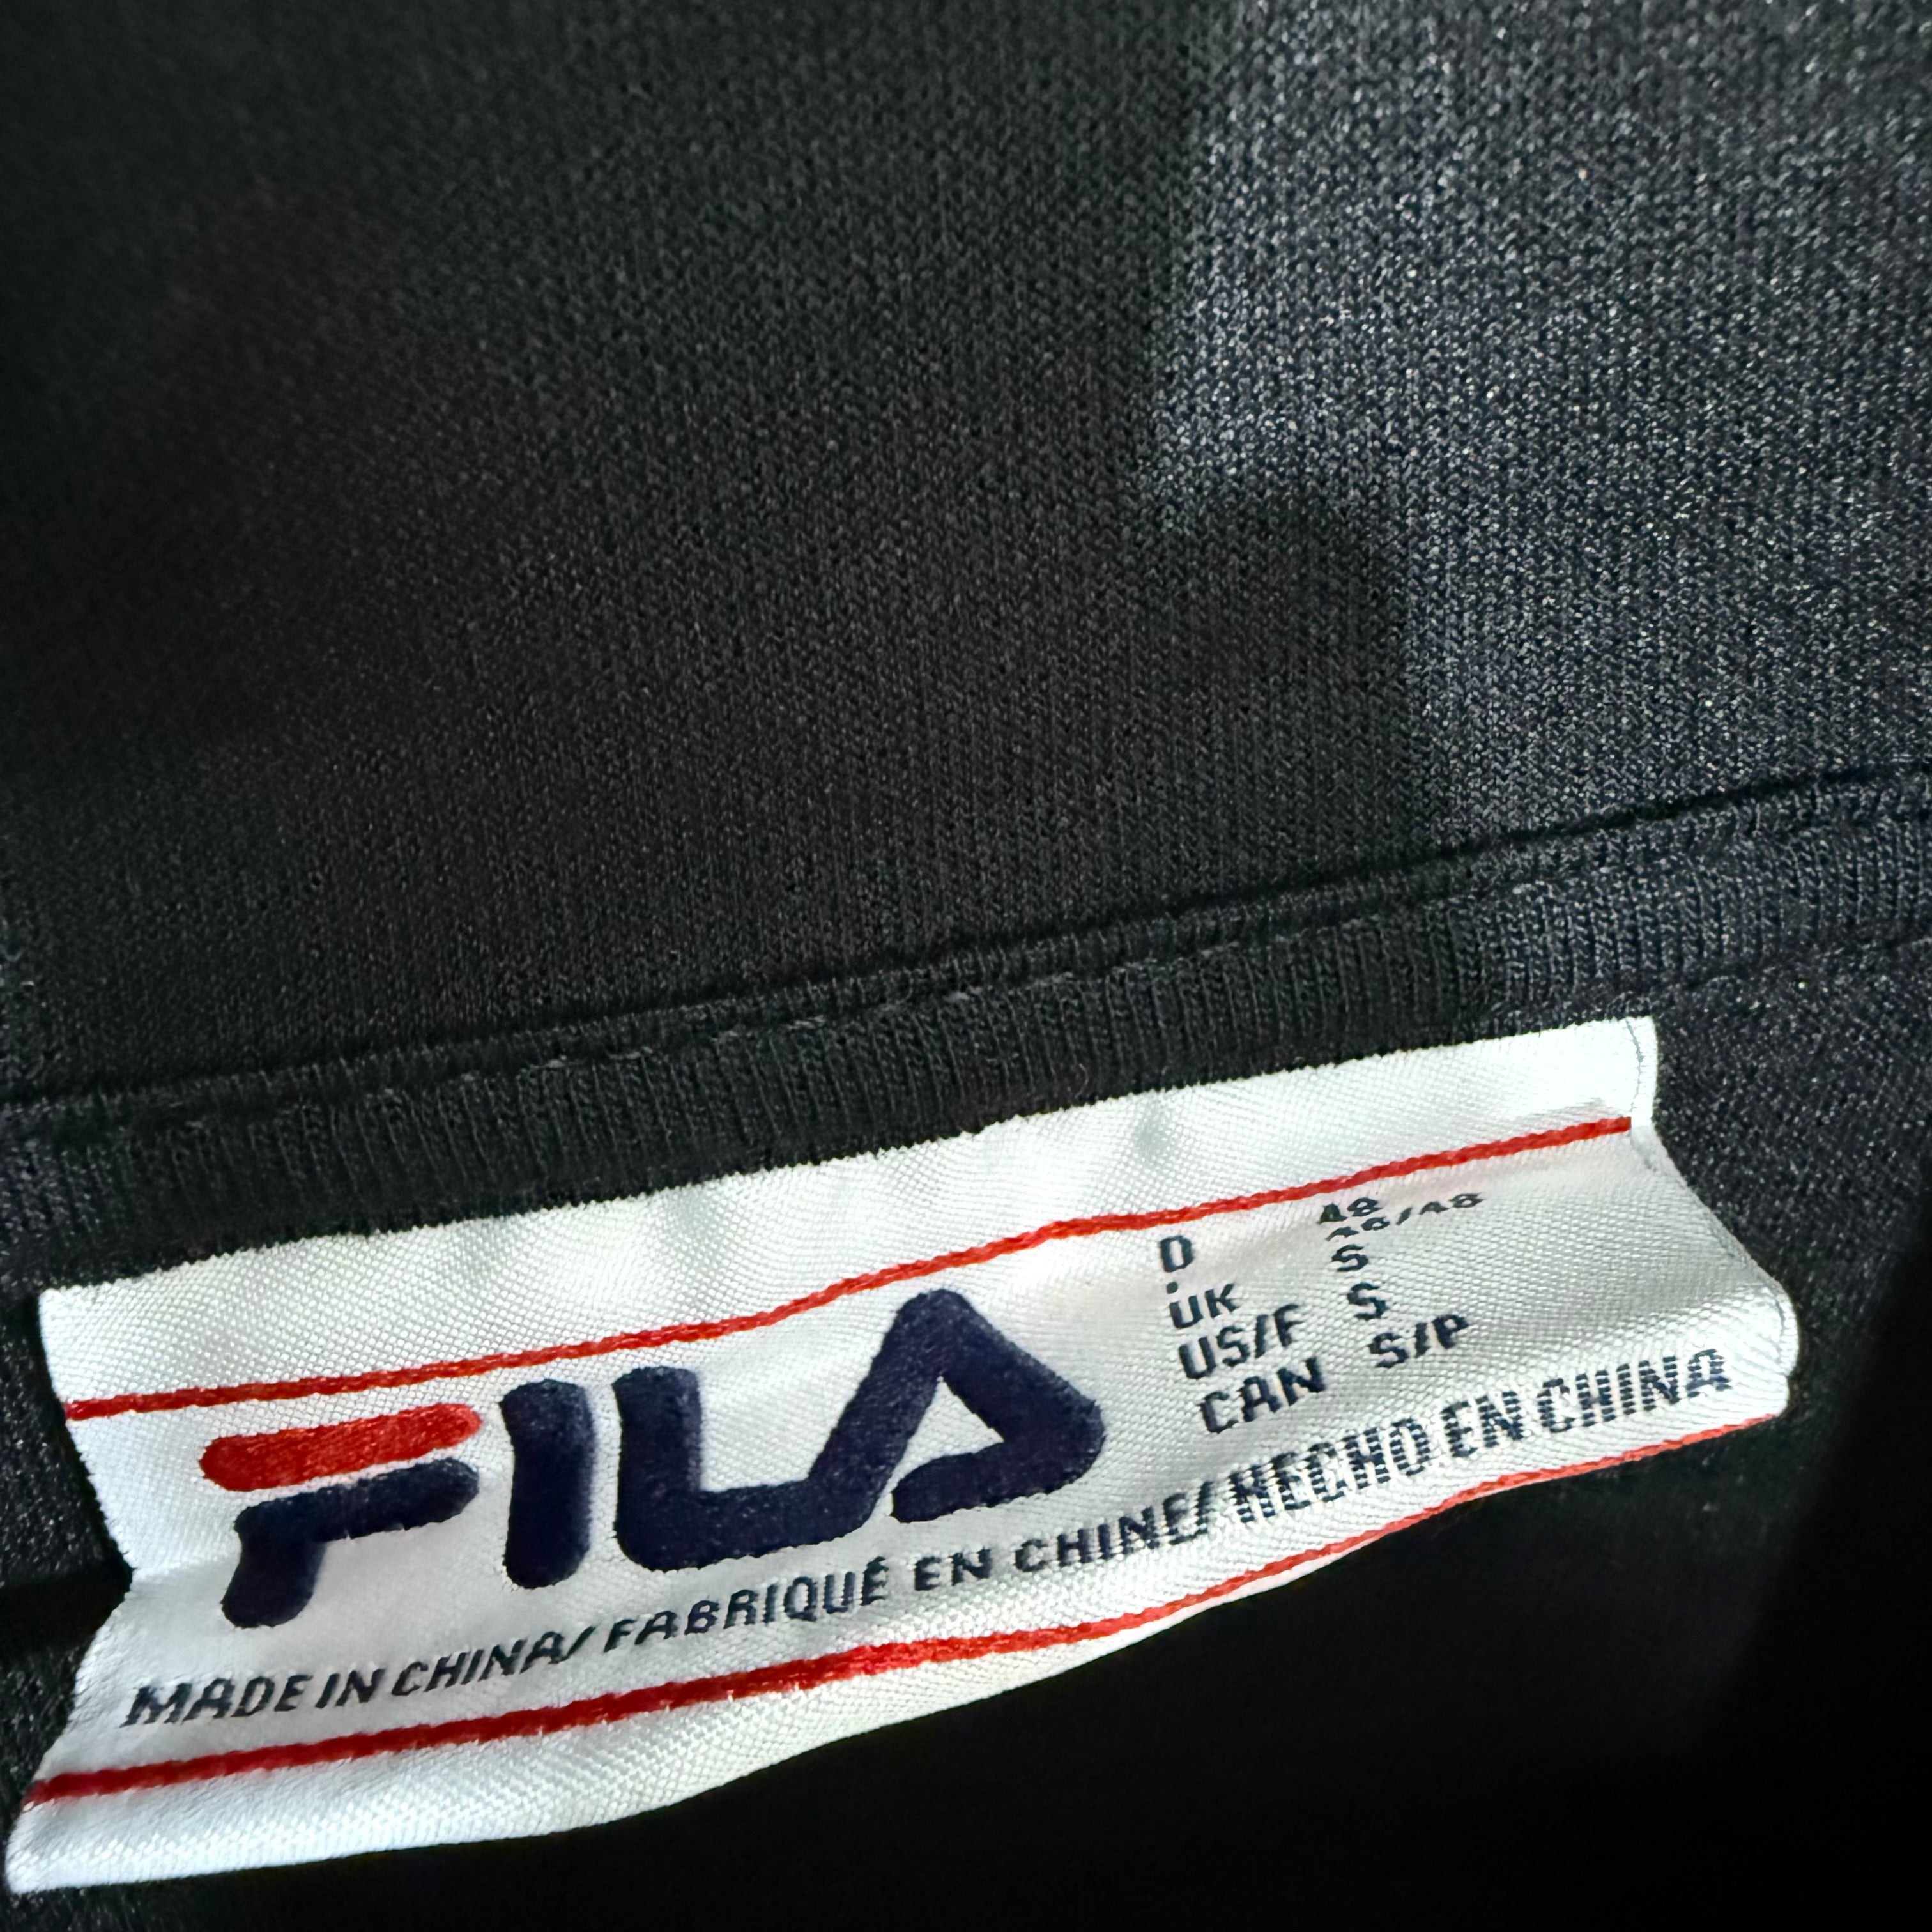 FILA
D 48
I 46/48
UK S
US/F S
CAN S/P
MADE IN CHINA/ FABRIQUÉ EN CHINE/ HECHO EN CHINA